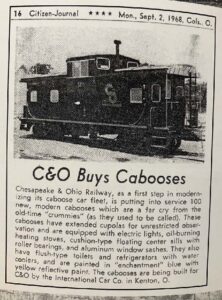 16 Citizen-Journal ★★★★ Mon., Sept. 2, 1968, Cols., O.
C&O Buys Cabooses
Chesapeake & Ohio Railway, as a first step in modern-
izing its caboose car fleet, is putting into service 100
new, modern cabooses which are a far cry from the
old-time "crummies" (as they used to be called). These
cabooses have extended cupolas for unrestricted obser-
vation and are equipped with electric lights, oil-burning
heating stoves, cushion-type floating center sills with
roller bearings, and aluminum window sashes. They also
have flush-type toilets and refrigerators with water
coolers, and are painted in "enchantment" blue with
yellow reflective paint. The cabooses are being built for
C&O by the International Car Co. in Kenton, O.